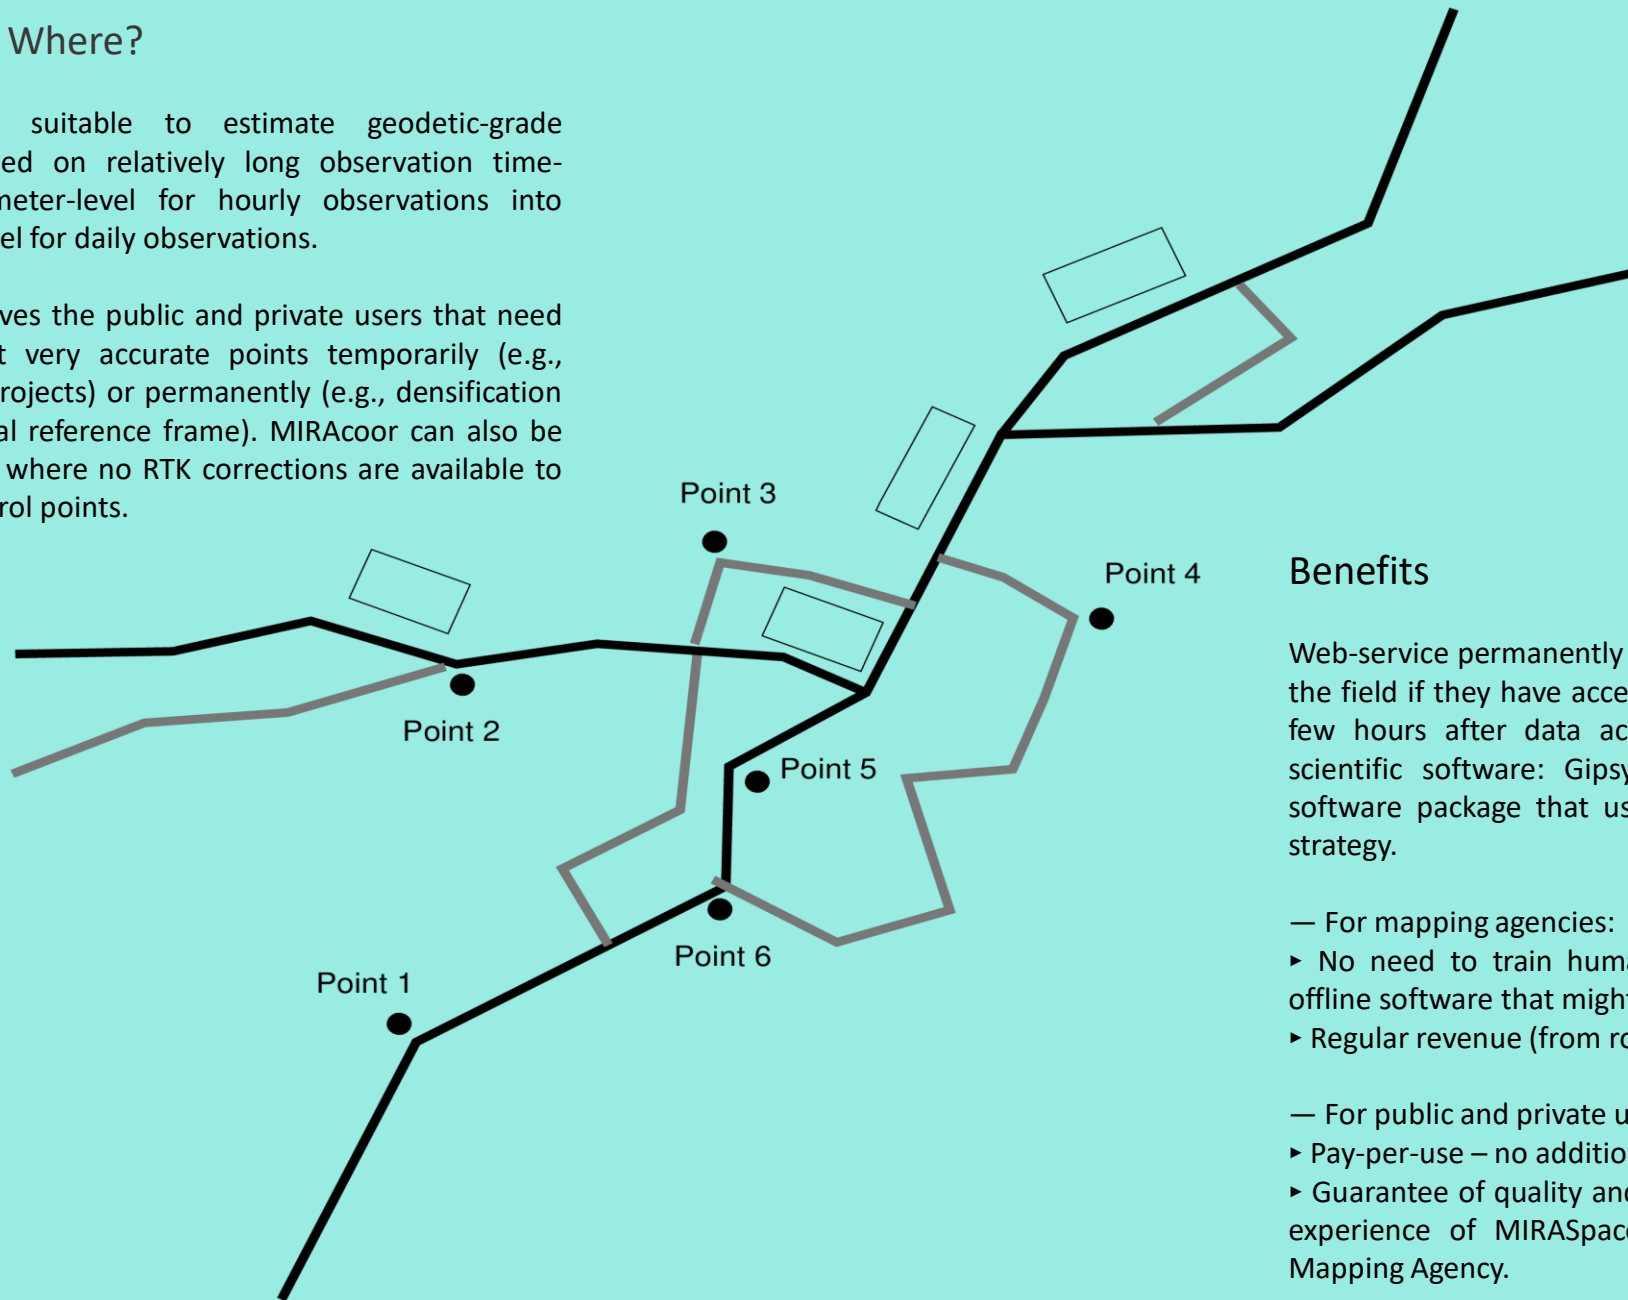 Where?
suitable to estimate geodetic-grade
ed on relatively long observation time-
meter-level for hourly observations into
el for daily observations.
ves the public and private users that need
t very accurate points temporarily (e.g.,
rojects) or permanently (e.g., densification
al reference frame). MIRAcoor can also be
where no RTK corrections are available to
rol points.
Point 3
Point 4
Point 2
Point 5
Point 6
Point 1
Benefits
Web-service permanently
the field if they have acce
few hours after data ac
scientific software: Gipsy
software package that us
strategy.
— For mapping agencies:
▸ No need to train huma
offline software that might
▸ Regular revenue (from ro
— For public and private u
▸ Pay-per-use – no additio
▸ Guarantee of quality and
experience of MIRASpace
Mapping Agency.